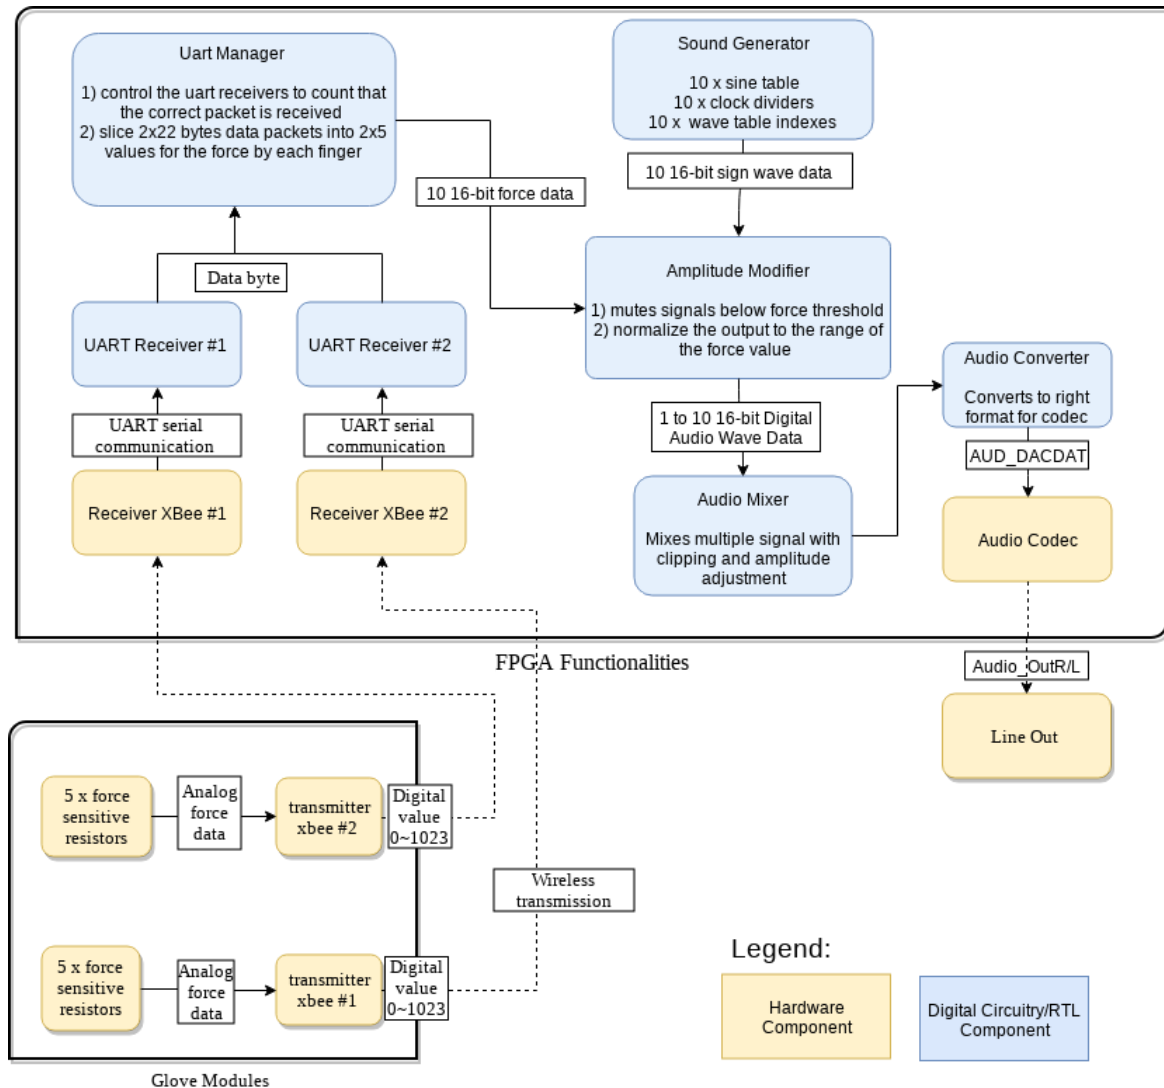 Uart Manager
1) control the uart receivers to count that
the correct packet is received
2) slice 2x22 bytes data packets into 2x5
values for the force by each finger
Sound Generator
10 x sine table
10 x clock dividers
10 x  wave table indexes
10 16-bit force data
10 16-bit sign wave data
Data byte
Amplitude Modifier
1) mutes signals below force threshold
2) normalize the output to the range of
the force value
UART Receiver #1
UART Receiver #2
Audio Converter
Converts to right
format for codec
UART serial
communication
UART serial
communication
1 to 10 16-bit Digital
Audio Wave Data
AUD_DACDAT
Receiver XBee #1
Receiver XBee #2
Audio Mixer
Mixes multiple signal with
clipping and amplitude
adjustment
Audio Codec
FPGA Functionalities
Audio_OutR/L
Line Out
5 x force
sensitive
resistors
Analog
force
data
transmitter
xbee #2
Digital
value
0~1023
Wireless
transmission
5 x force
sensitive
resistors
Analog
force
data
transmitter
xbee #1
Digital
value
0~1023
Glove Modules
Legend:
Hardware
Component
Digital Circuitry/RTL
Component